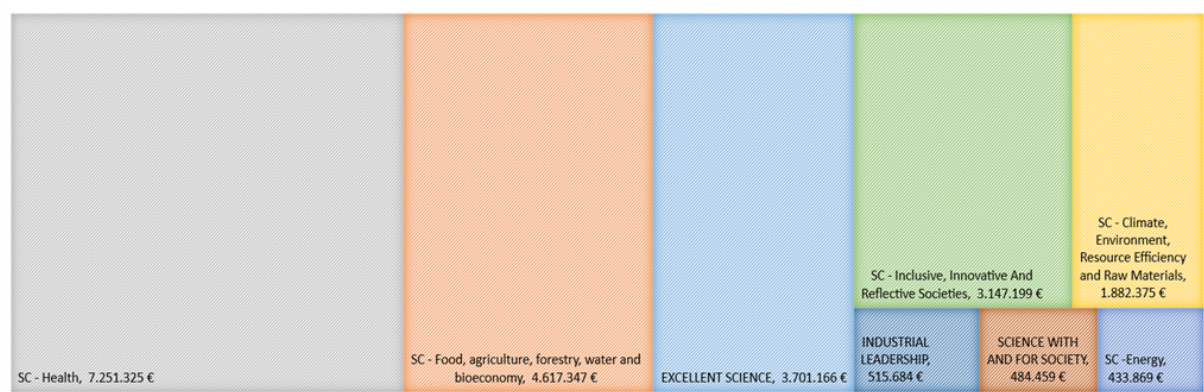 SC - Health, 7.251.325 €
SC - Food, agriculture, forestry, water and
bioeconomy, 4.617.347 €
EXCELLENT SCIENCE, 3.701.166 €
SC - Inclusive, Innovative And
Reflective Societies, 3.147.199 €
SC - Climate,
Environment,
Resource Efficiency
and Raw Materials,
1.882.375 €
INDUSTRIAL
LEADERSHIP,
515.684 €
SCIENCE WITH
AND FOR SOCIETY,
484.459 €
SC -Energy,
433.869 €